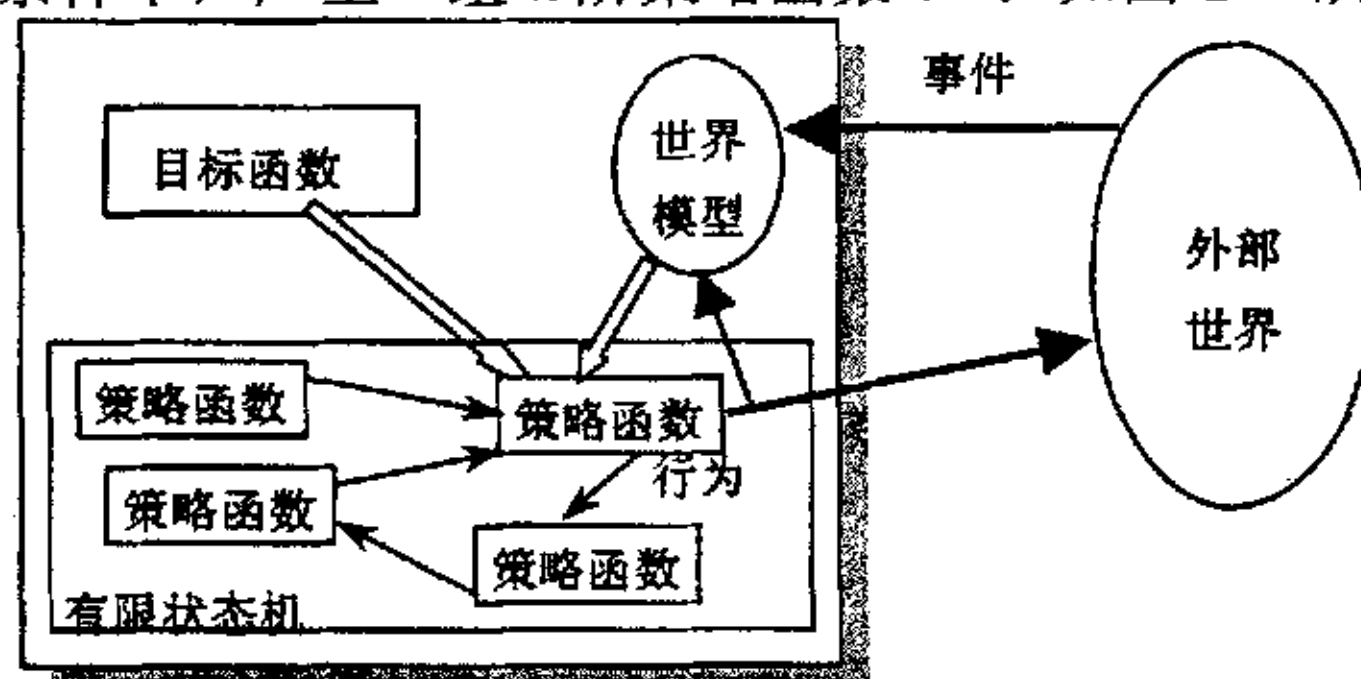 事件
世界
模型
目标函数
外部
世界
策略函数
策略函数
行为
策略函数
策略函数
有限状态机